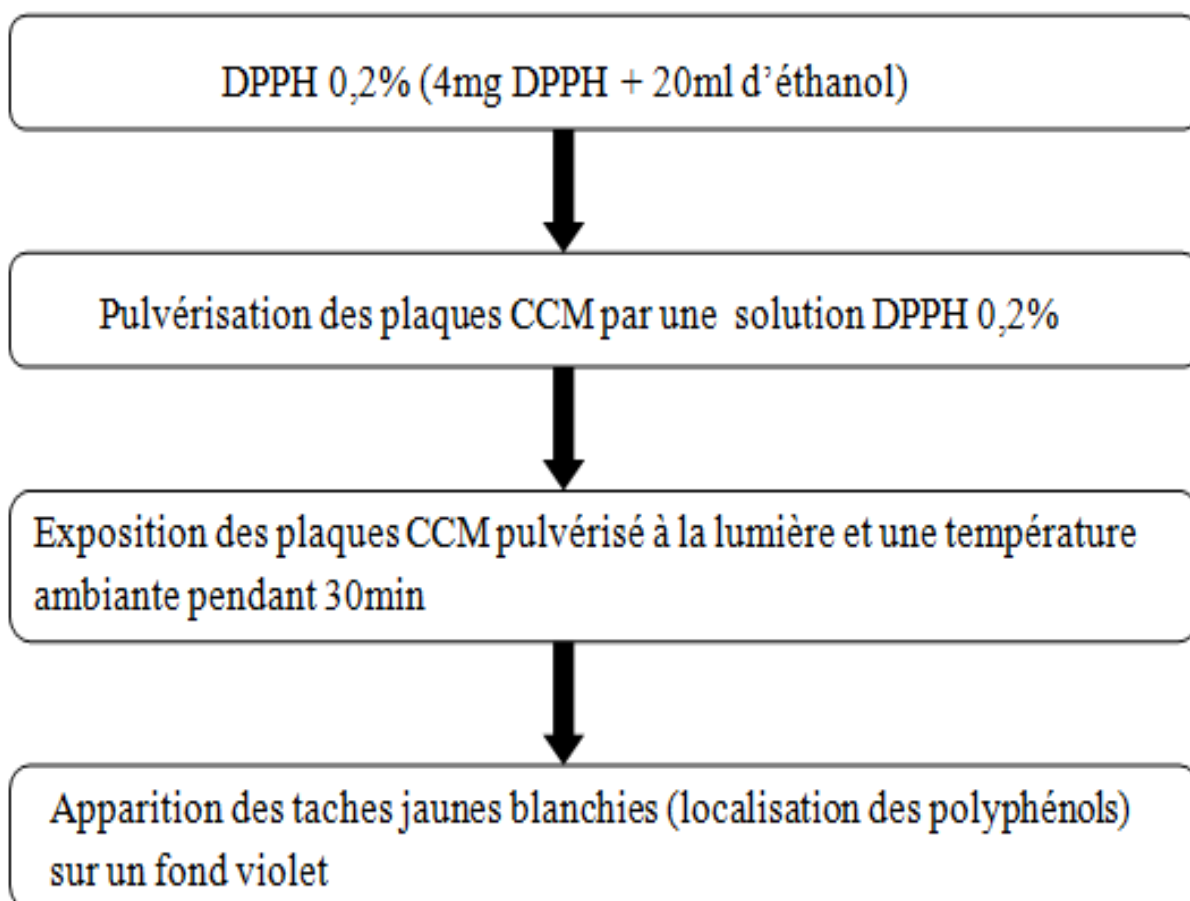 DPPH 0,2% (4mg DPPH + 20ml d’éthanol)
Pulvérisation des plaques CCM par une solution DPPH 0,2%
Exposition des plaques CCM pulvérisé à la lumière et une température
ambiante pendant 30min
Apparition des taches jaunes blanchies (localisation des polyphénols)
sur un fond violet